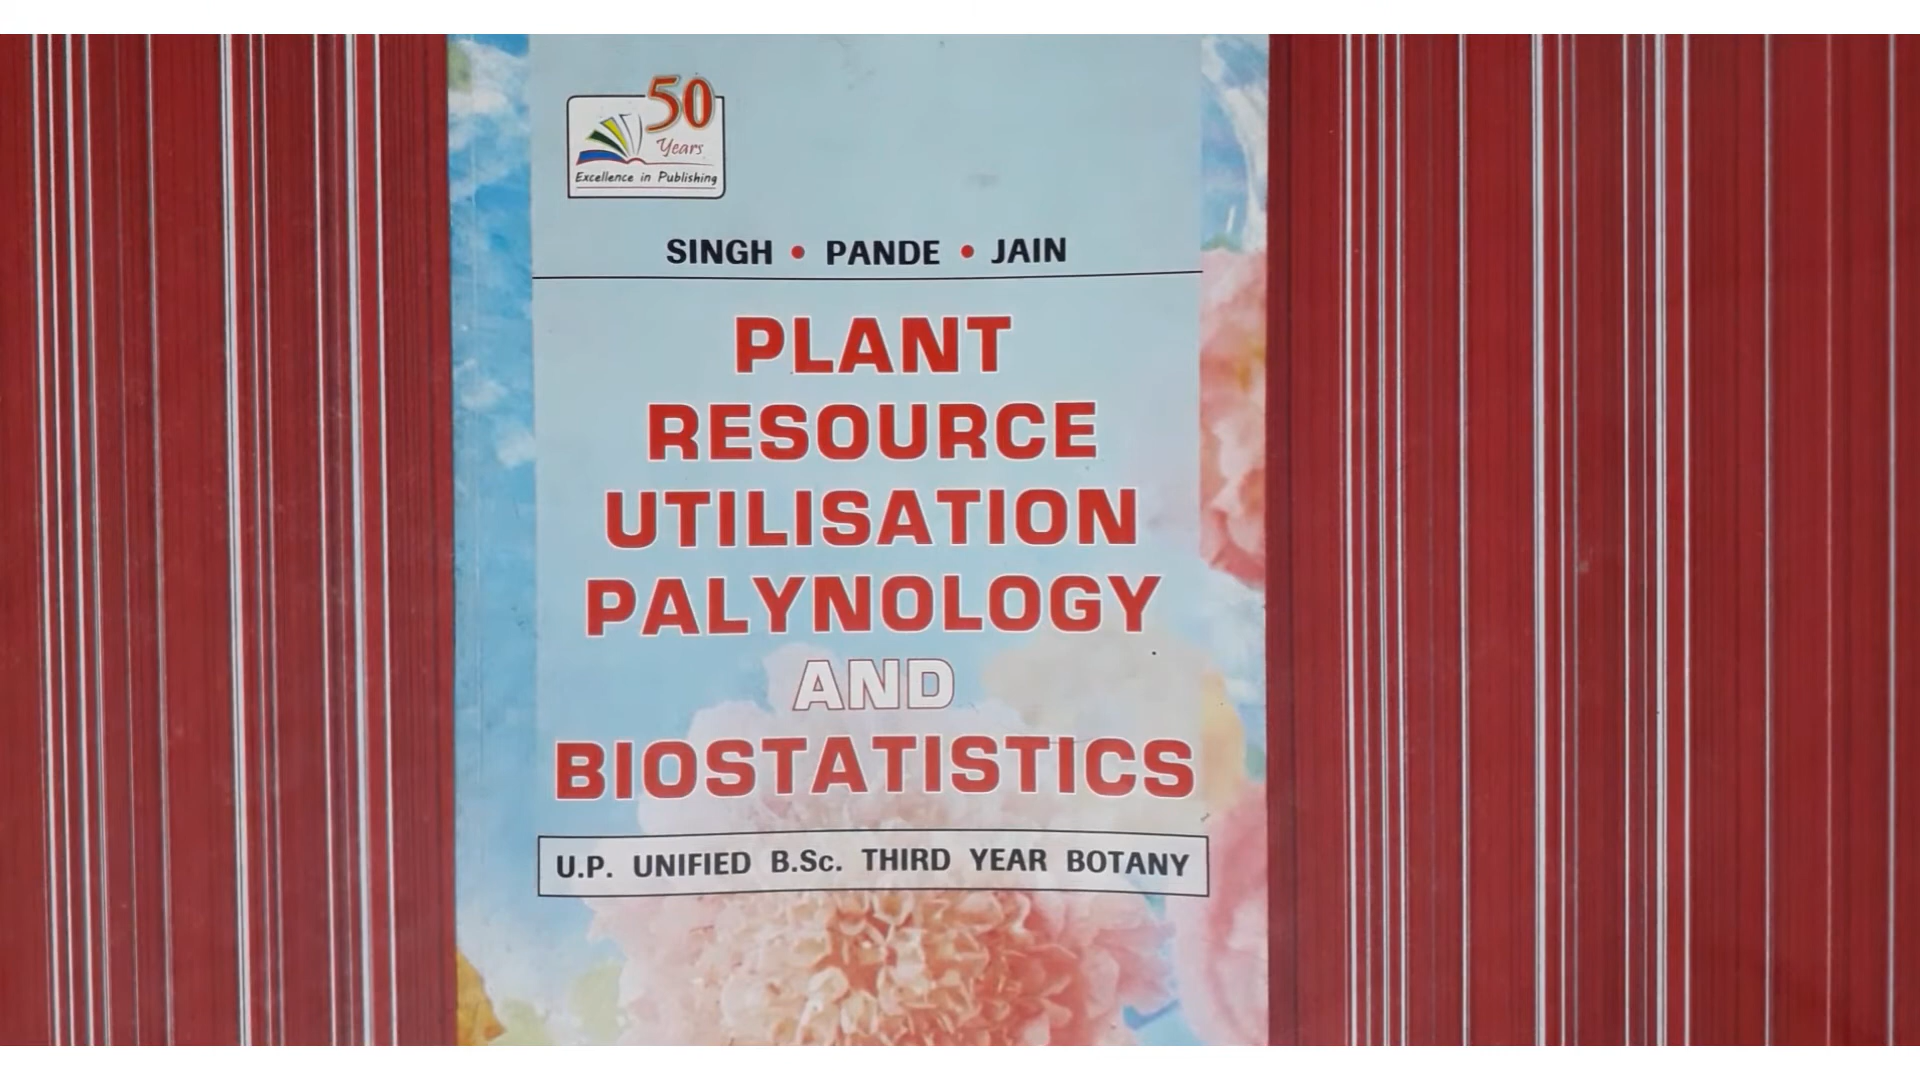 50
Years
Excellence in Publishing
SINGH • PANDE • JAIN
PLANT
RESOURCE
UTILISATION
PALYNOLOGY
AND
BIOSTATISTICS
U.P. UNIFIED B.Sc. THIRD YEAR BOTANY